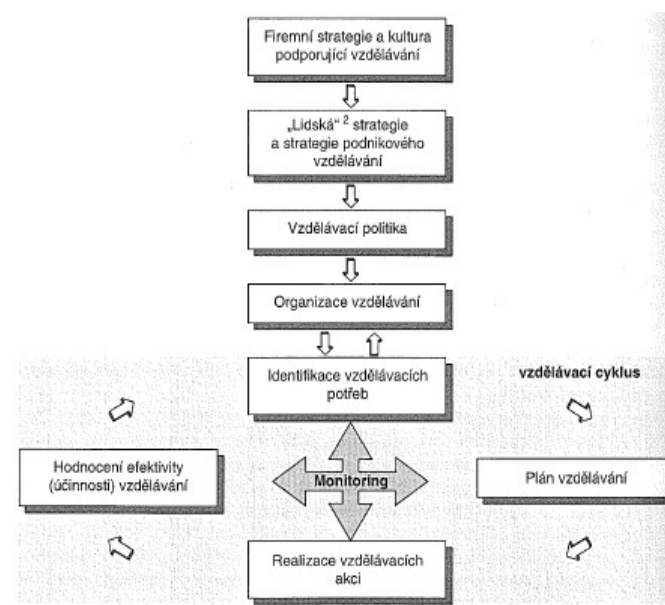 Firemní strategie a kultura
podporující vzdělávání
„Lidská“ ² strategie
a strategie podnikového
vzdělávání
Vzdělávací politika
Organizace vzdělávání
Identifikace vzdělávacích
potřeb
vzdělávací cyklus
Hodnocení efektivity
(účinnosti) vzdělávání
Monitoring
Plán vzdělávání
Realizace vzdělávacích
akcí